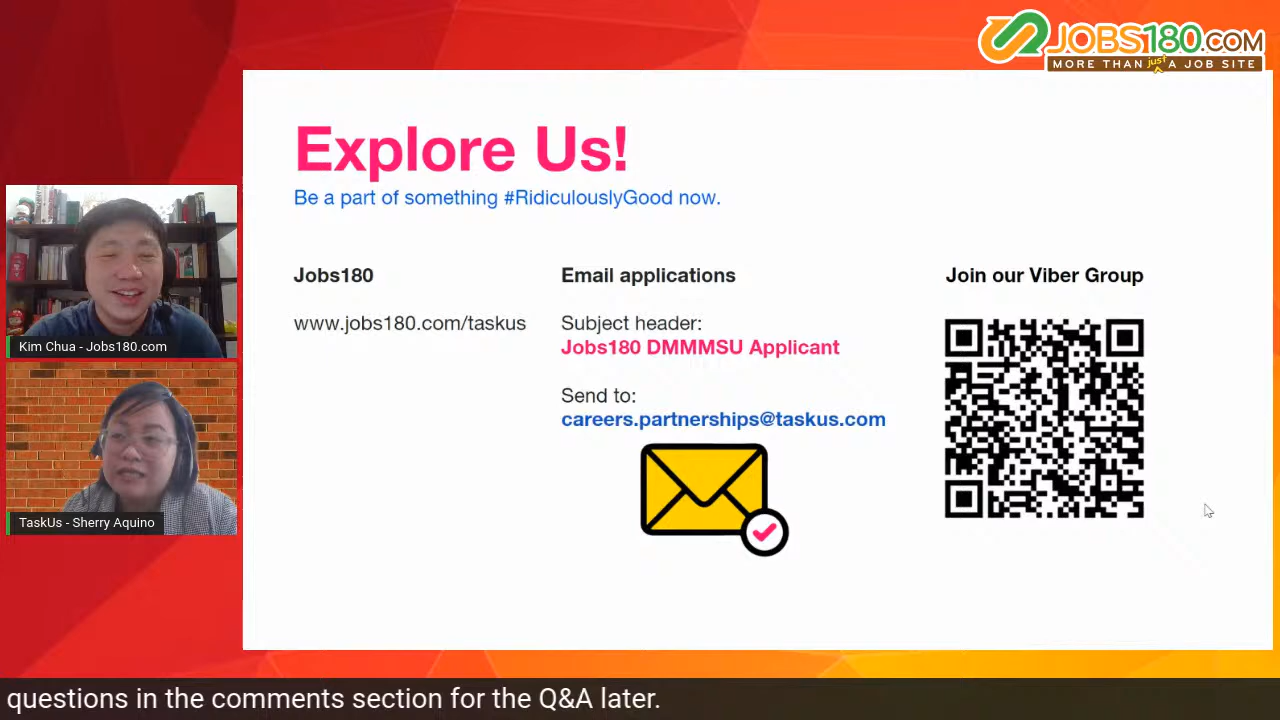 JOBS180.COM
MORE THAN just A JOB SITE
Explore Us!
Be a part of something #RidiculouslyGood now.
Jobs180
www.jobs180.com/taskus
Email applications
Subject header:
Jobs180 DMMMSU Applicant
Send to:
careers.partnerships@taskus.com
Join our Viber Group
Kim Chua - Jobs180.com
TaskUs - Sherry Aquino
questions in the comments section for the Q&A later.